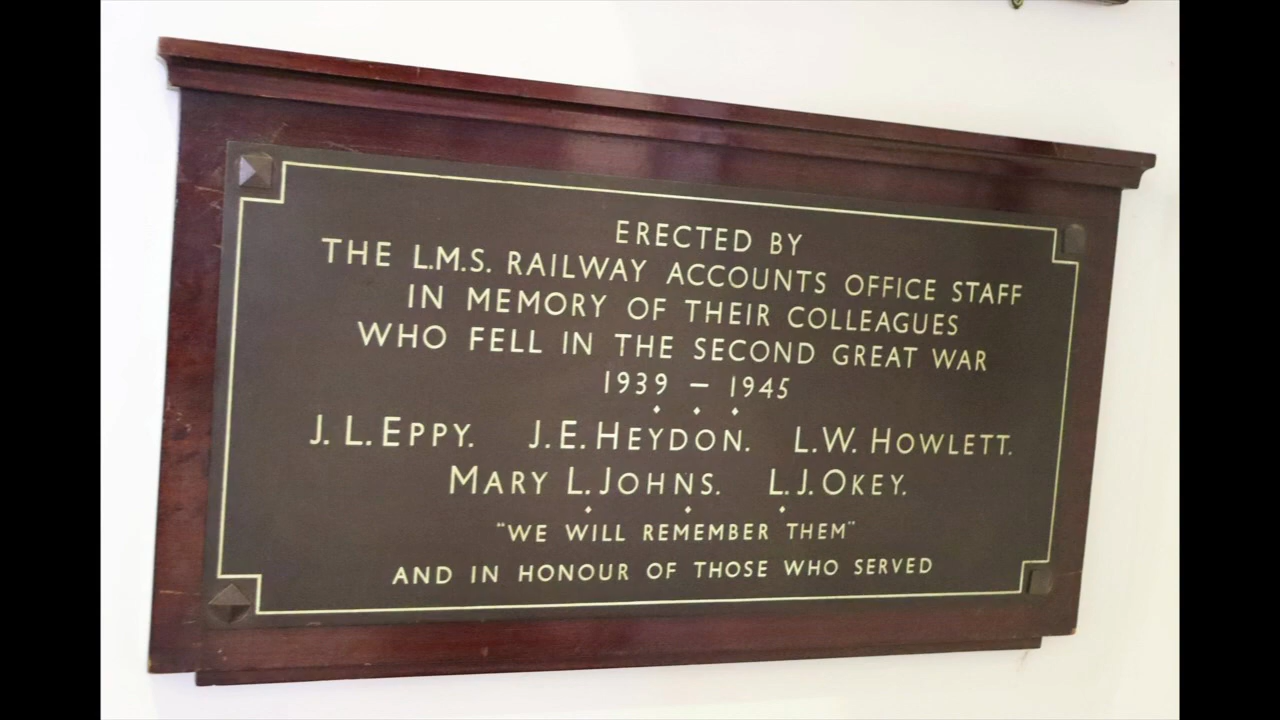 ERECTED BY
THE L.M.S. RAILWAY ACCOUNTS OFFICE STAFF
IN MEMORY OF THEIR COLLEAGUES
WHO FELL IN THE SECOND GREAT WAR
1939 – 1945
J. L. EPPY. J. E. HEYDON. L. W. HOWLETT.
MARY L. JOHNS. L. J. OKEY.
"WE WILL REMEMBER THEM"
AND IN HONOUR OF THOSE WHO SERVED